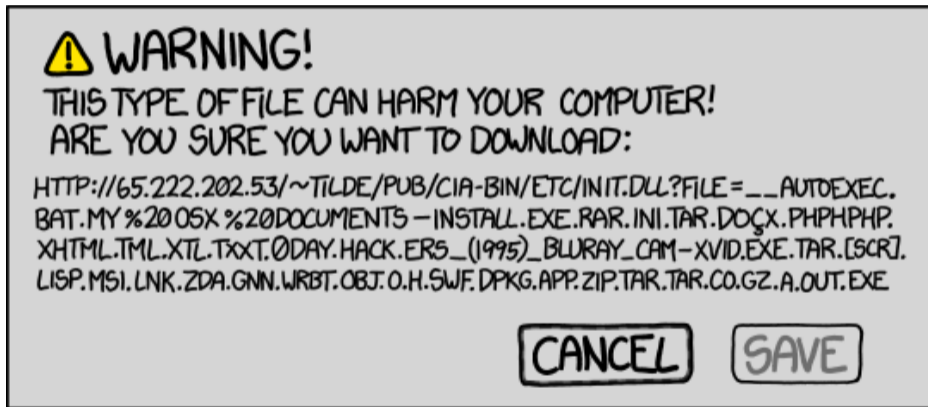 WARNING!
THIS TYPE OF FILE CAN HARM YOUR COMPUTER!
ARE YOU SURE YOU WANT TO DOWNLOAD:
HTTP://65.222.202.53/~TILDE/PUB/CIA-BIN/ETC/INIT.DLL?FILE=__AUTOEXEC.
BAT.MY%20OSX%20DOCUMENTS-INSTALL.EXE.RAR.INI.TAR.DOÇX.PHPHPHP.
XHTML.TML.XTL.TXXT.0DAY.HACK.ERS_(1995)_BLURAY_CAM-XVID.EXE.TAR.[SCR].
LISP.MSI.LNK.ZDA.GNN.WRBT.OBJ.O.H.SWF.DPKG.APP.ZIP.TAR.TAR.CO.GZ.A.OUT.EXE
CANCEL SAVE